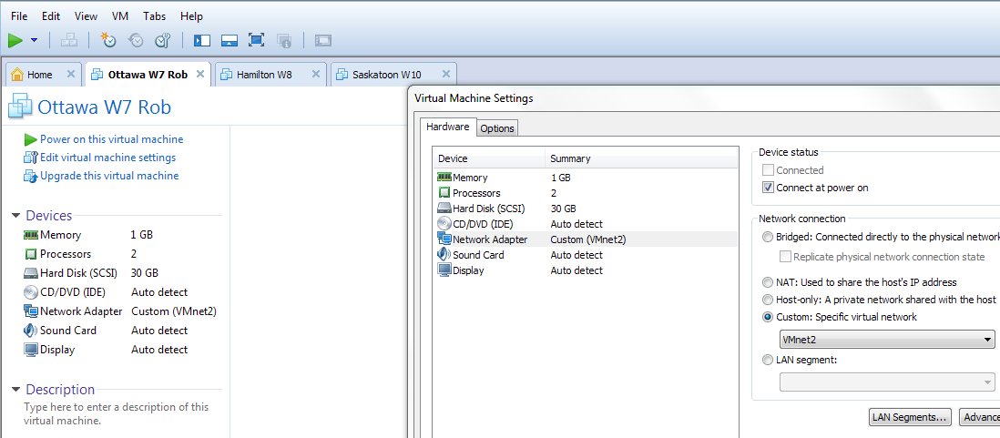 File Edit View VM Tabs Help
Home Ottawa W7 Rob Hamilton W8 Saskatoon W10
Ottawa W7 Rob
Power on this virtual machine
Edit virtual machine settings
Upgrade this virtual machine
Devices
Memory 1 GB
Processors 2
Hard Disk (SCSI) 30 GB
CD/DVD (IDE) Auto detect
Network Adapter Custom (VMnet2)
Sound Card Auto detect
Display Auto detect
Description
Type here to enter a description of this
virtual machine.
Virtual Machine Settings
Hardware Options
Device Summary
Memory 1 GB
Processors 2
Hard Disk (SCSI) 30 GB
CD/DVD (IDE) Auto detect
Network Adapter Custom (VMnet2)
Sound Card Auto detect
Display Auto detect
Device status
Connected
Connect at power on
Network connection
Bridged: Connected directly to the physical network
Replicate physical network connection state
NAT: Used to share the host's IP address
Host-only: A private network shared with the host
Custom: Specific virtual network
VMnet2
LAN segment:
LAN Segments... Advance